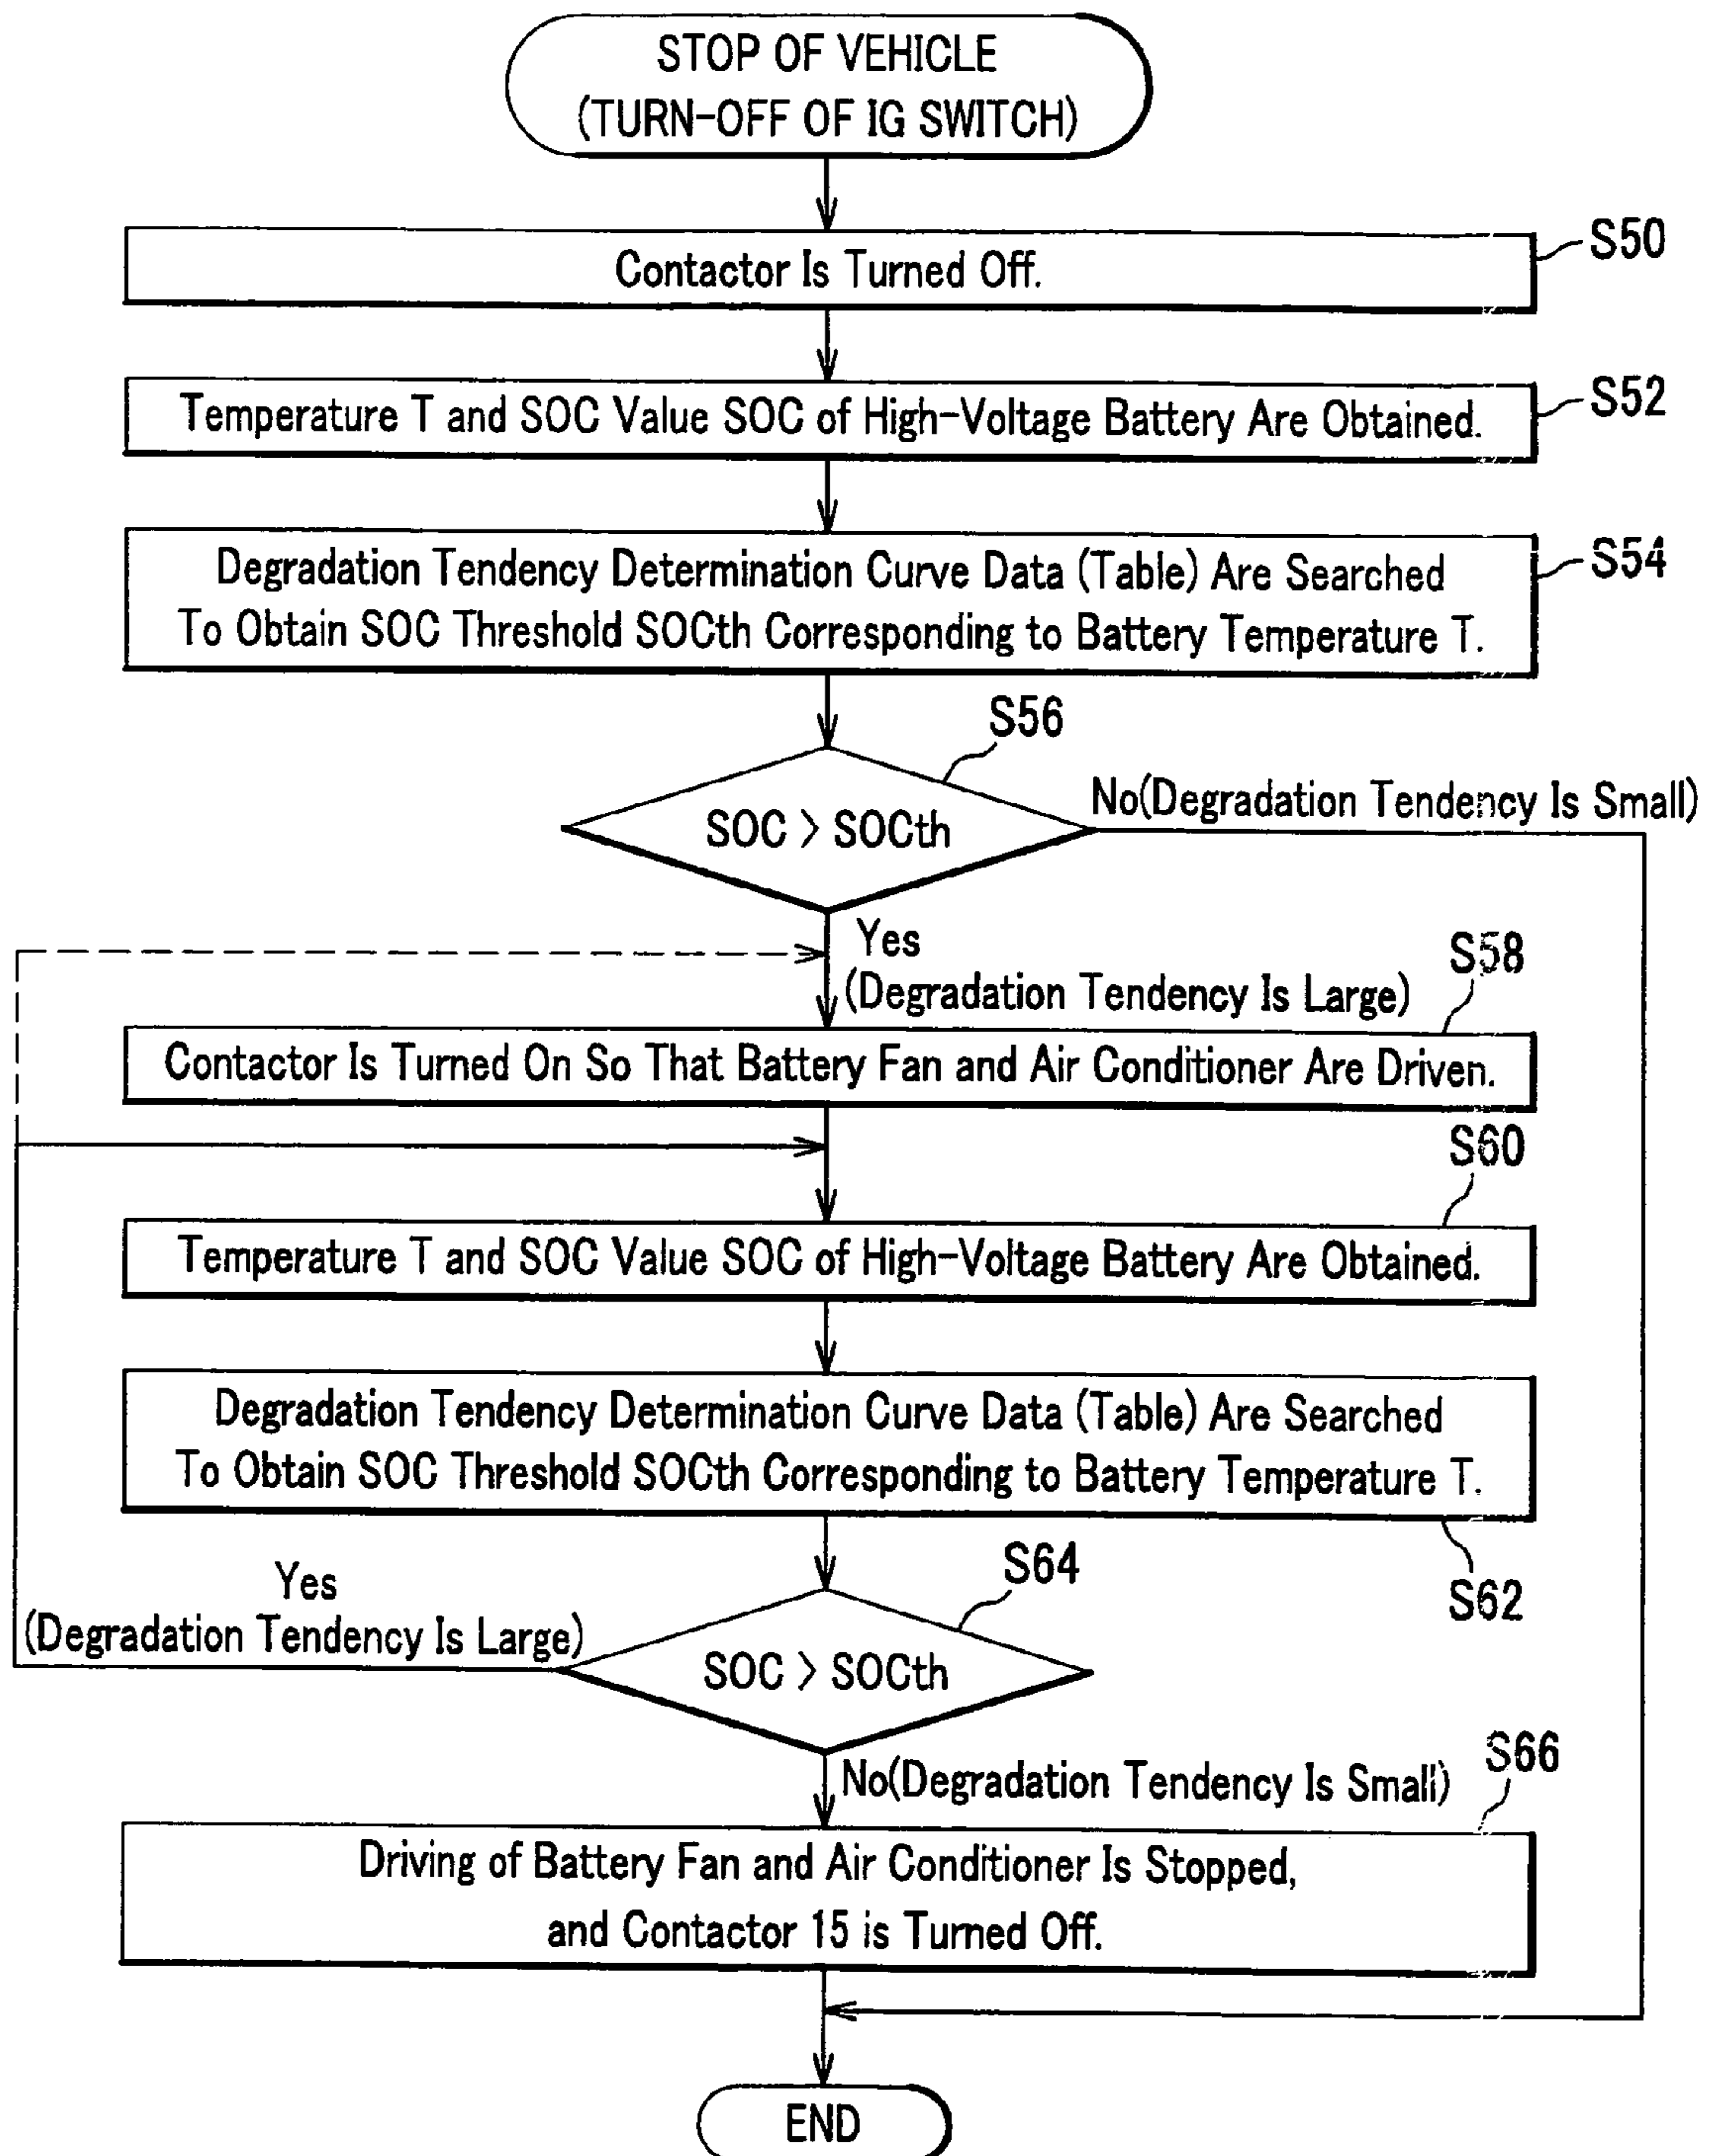 STOP OF VEHICLE
(TURN-OFF OF IG SWITCH)
S50
Contactor Is Turned Off.
S52
Temperature T and SOC Value SOC of High-Voltage Battery Are Obtained.
S54
Degradation Tendency Determination Curve Data (Table) Are Searched
To Obtain SOC Threshold SOCth Corresponding to Battery Temperature T.
S56
No(Degradation Tendency Is Small)
SOC > SOCth
Yes
(Degradation Tendency Is Large)
S58
Contactor Is Turned On So That Battery Fan and Air Conditioner Are Driven.
S60
Temperature T and SOC Value SOC of High-Voltage Battery Are Obtained.
Degradation Tendency Determination Curve Data (Table) Are Searched
To Obtain SOC Threshold SOCth Corresponding to Battery Temperature T.
S62
S64
Yes
(Degradation Tendency Is Large)
SOC > SOCth
No(Degradation Tendency Is Small)
S66
Driving of Battery Fan and Air Conditioner Is Stopped,
and Contactor 15 is Turned Off.
END